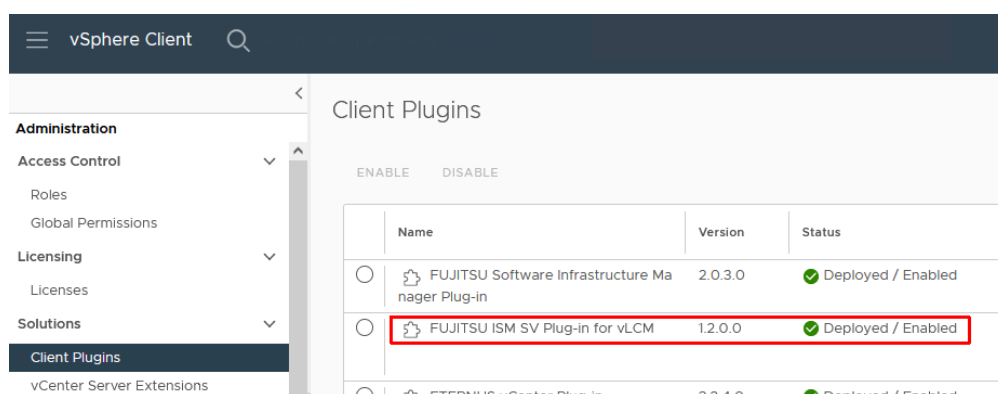 vSphere Client
Client Plugins
Administration
Access Control
ENABLE DISABLE
Roles
Global Permissions
Name Version Status
Licensing
FUJITSU Software Infrastructure Ma 2.0.3.0 Deployed / Enabled
nager Plug-in
Licenses
Solutions
FUJITSU ISM SV Plug-in for vLCM 1.2.0.0 Deployed / Enabled
Client Plugins
vCenter Server Extensions